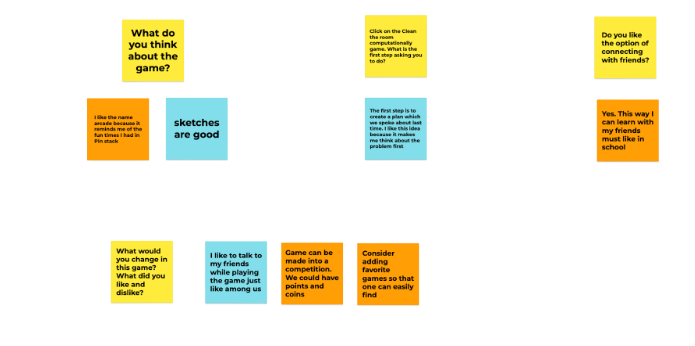 What do
you think
about the
game?
Click on the Clean
the room
computationally
game. What is the
first step asking you
to do?
Do you like
the option of
connecting
with friends?
I like the name
arcade because it
reminds me of the
fun times I had in
Pin stack
sketches
are good
The first step is to
create a plan which
we spoke about last
time. I like this idea
because it makes
me think about the
problem first
Yes. This way I
can learn with
my friends
must like in
school
What would
you change in
this game?
What did you
like and
dislike?
I like to talk to
my friends
while playing
the game just
like among us
Game can be
made into a
competition.
We could have
points and
coins
Consider
adding
favorite
games so that
one can easily
find